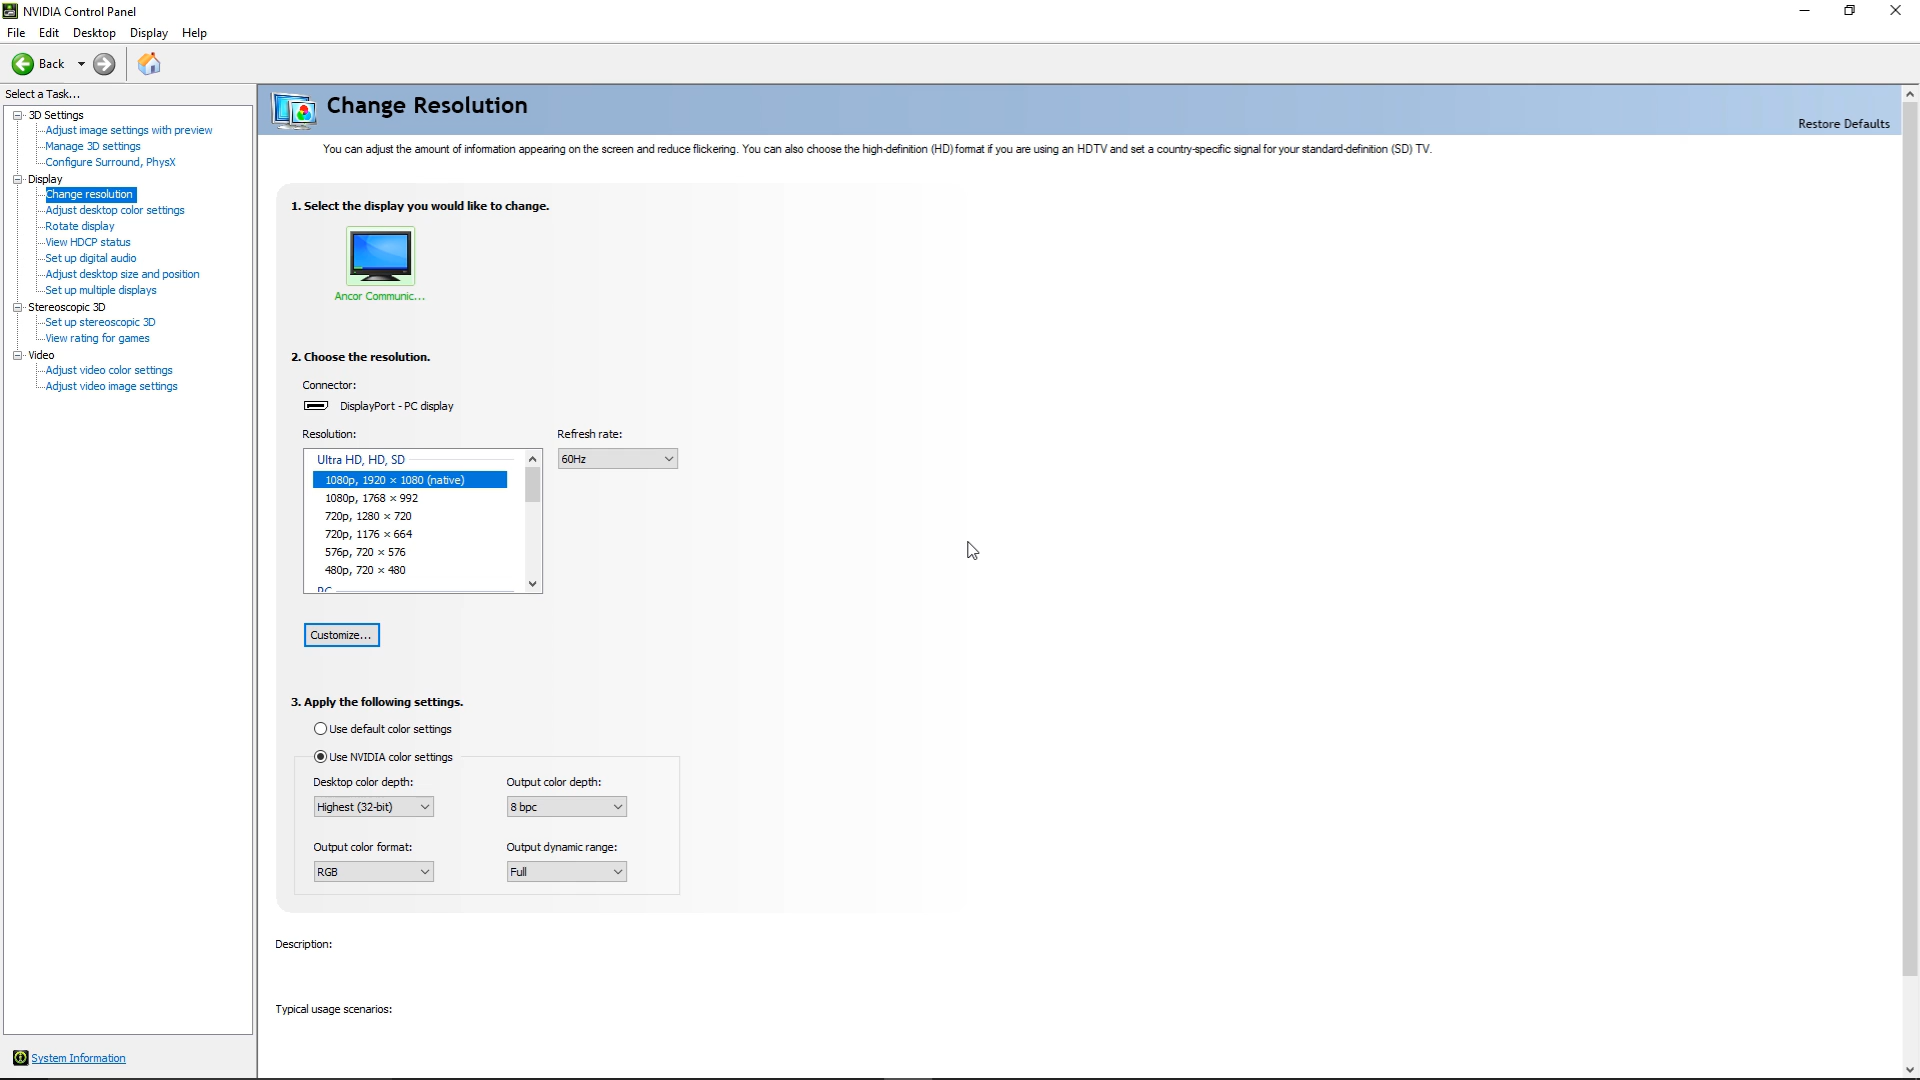 NVIDIA Control Panel
File Edit Desktop Display Help
Back
Select a Task...
3D Settings
Adjust image settings with preview
Manage 3D settings
Configure Surround, PhysX
Display
Change resolution
Adjust desktop color settings
Rotate display
View HDCP status
Set up digital audio
Adjust desktop size and position
Set up multiple displays
Stereoscopic 3D
Set up stereoscopic 3D
View rating for games
Video
Adjust video color settings
Adjust video image settings
System Information
Change Resolution
Restore Defaults
You can adjust the amount of information appearing on the screen and reduce flickering. You can also choose the high-definition (HD) format if you are using an HDTV and set a country-specific signal for your standard-definition (SD) TV.
1. Select the display you would like to change.
Ancor Communic...
2. Choose the resolution.
Connector:
DisplayPort - PC display
Resolution:
Refresh rate:
Ultra HD, HD, SD
60Hz
1080p, 1920 × 1080 (native)
1080p, 1768 × 992
720p, 1280 × 720
720p, 1176 × 664
576p, 720 × 576
480p, 720 × 480
PC
Customize...
3. Apply the following settings.
Use default color settings
Use NVIDIA color settings
Desktop color depth:
Output color depth:
Highest (32-bit)
8 bpc
Output color format:
Output dynamic range:
RGB
Full
Description:
Typical usage scenarios: